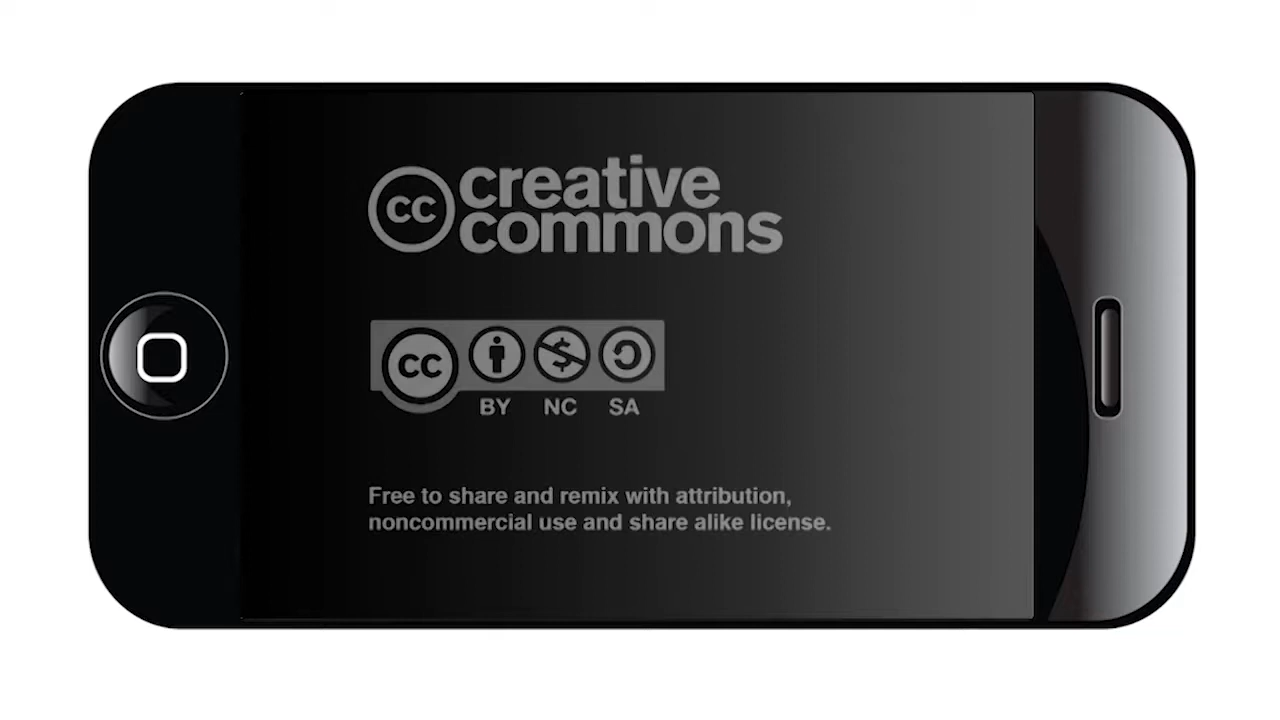 cc creative
commons
cc
BY NC SA
Free to share and remix with attribution,
noncommercial use and share alike license.